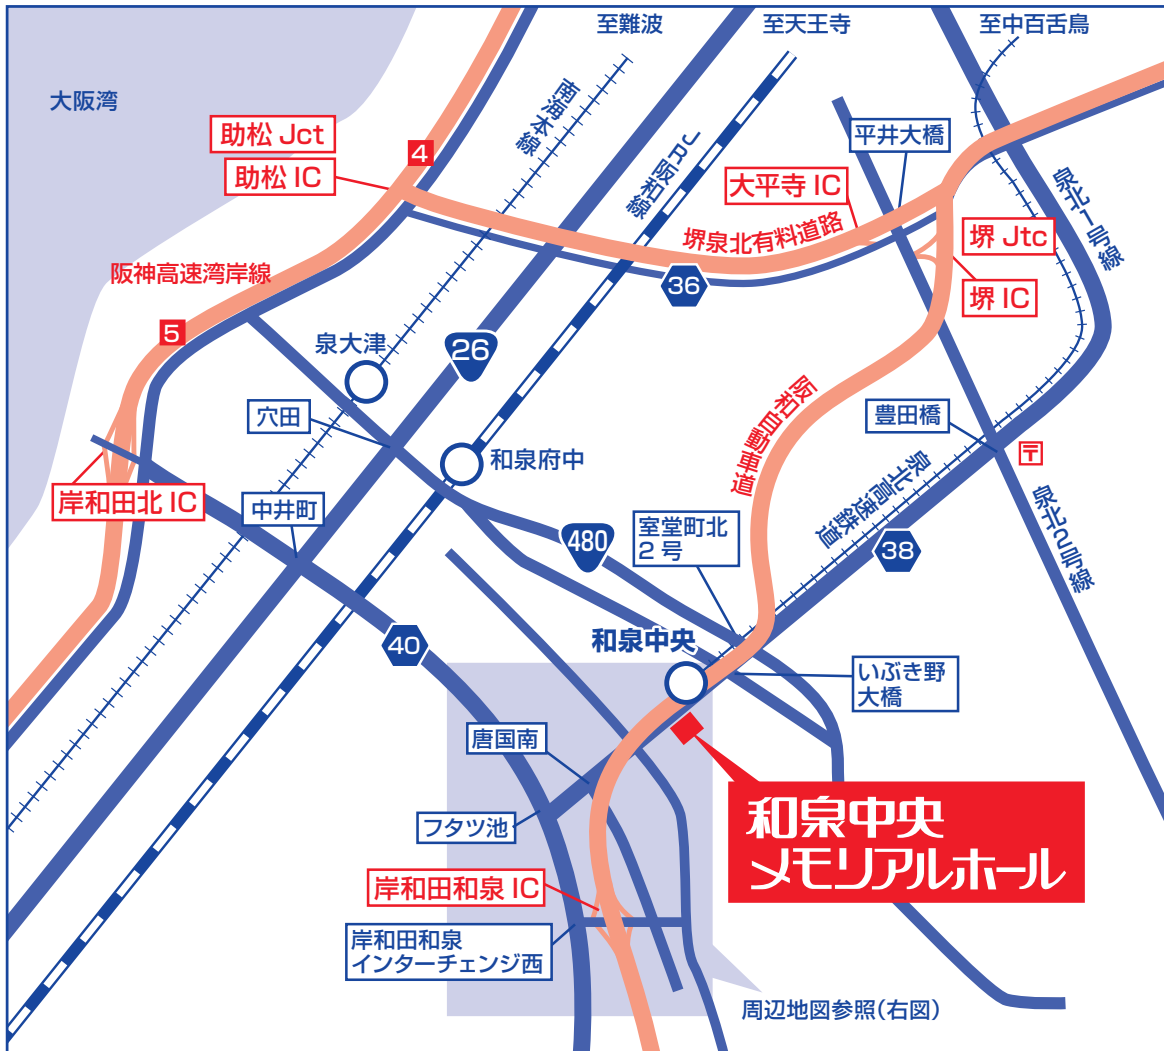 至難波
至天王寺
至中百舌鳥
大阪湾
南海本線
JR阪和線
助松 Jct
助松 IC
4
平井大橋
大平寺 IC
泉北1号線
堺泉北有料道路
堺 Jtc
阪神高速湾岸線
36
堺 IC
5
泉大津
26
穴田
阪和自動車道
豊田橋
和泉府中
〒
泉北高速鉄道
岸和田北 IC
中井町
480
室堂町北
2 号
38
泉北2号線
40
和泉中央
いぶき野
大橋
唐国南
フタツ池
和泉中央
メモリアルホール
岸和田和泉 IC
岸和田和泉
インターチェンジ西
周辺地図参照(右図)